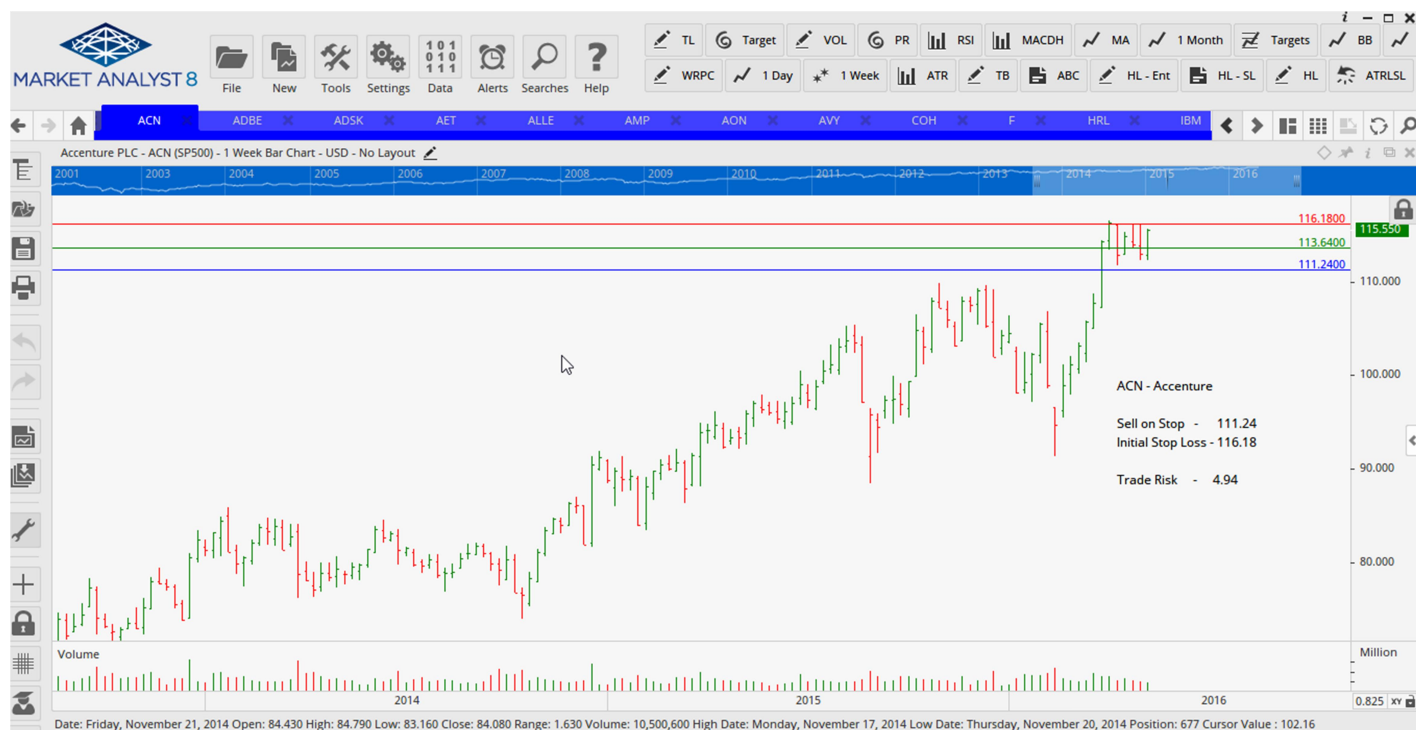 i
TL Target VOL PR RSI MACDH MA 1 Month Targets BB
MARKET ANALYST 8
101
010
111
File New Tools Settings Data Alerts Searches Help
WRPC 1 Day 1 Week ATR TB ABC HL - Ent HL - SL HL ATRLSL
ACN ADBE ADSK AET ALLE AMP AON AVY COH F HRL IBM
Accenture PLC - ACN (SP500) - 1 Week Bar Chart - USD - No Layout
2001 2003 2004 2005 2006 2007 2008 2009 2010 2011 2012 2013 2014 2015 2016
116.1800
115.550
113.6400
111.2400
110.000
100.000
ACN - Accenture
Sell on Stop - 111.24
Initial Stop Loss - 116.18
90.000
Trade Risk - 4.94
80.000
Volume Million
2014 2015 2016 0.825 XY
Date: Friday, November 21, 2014 Open: 84.430 High: 84.790 Low: 83.160 Close: 84.080 Range: 1.630 Volume: 10,500,600 High Date: Monday, November 17, 2014 Low Date: Thursday, November 20, 2014 Position: 677 Cursor Value : 102.16